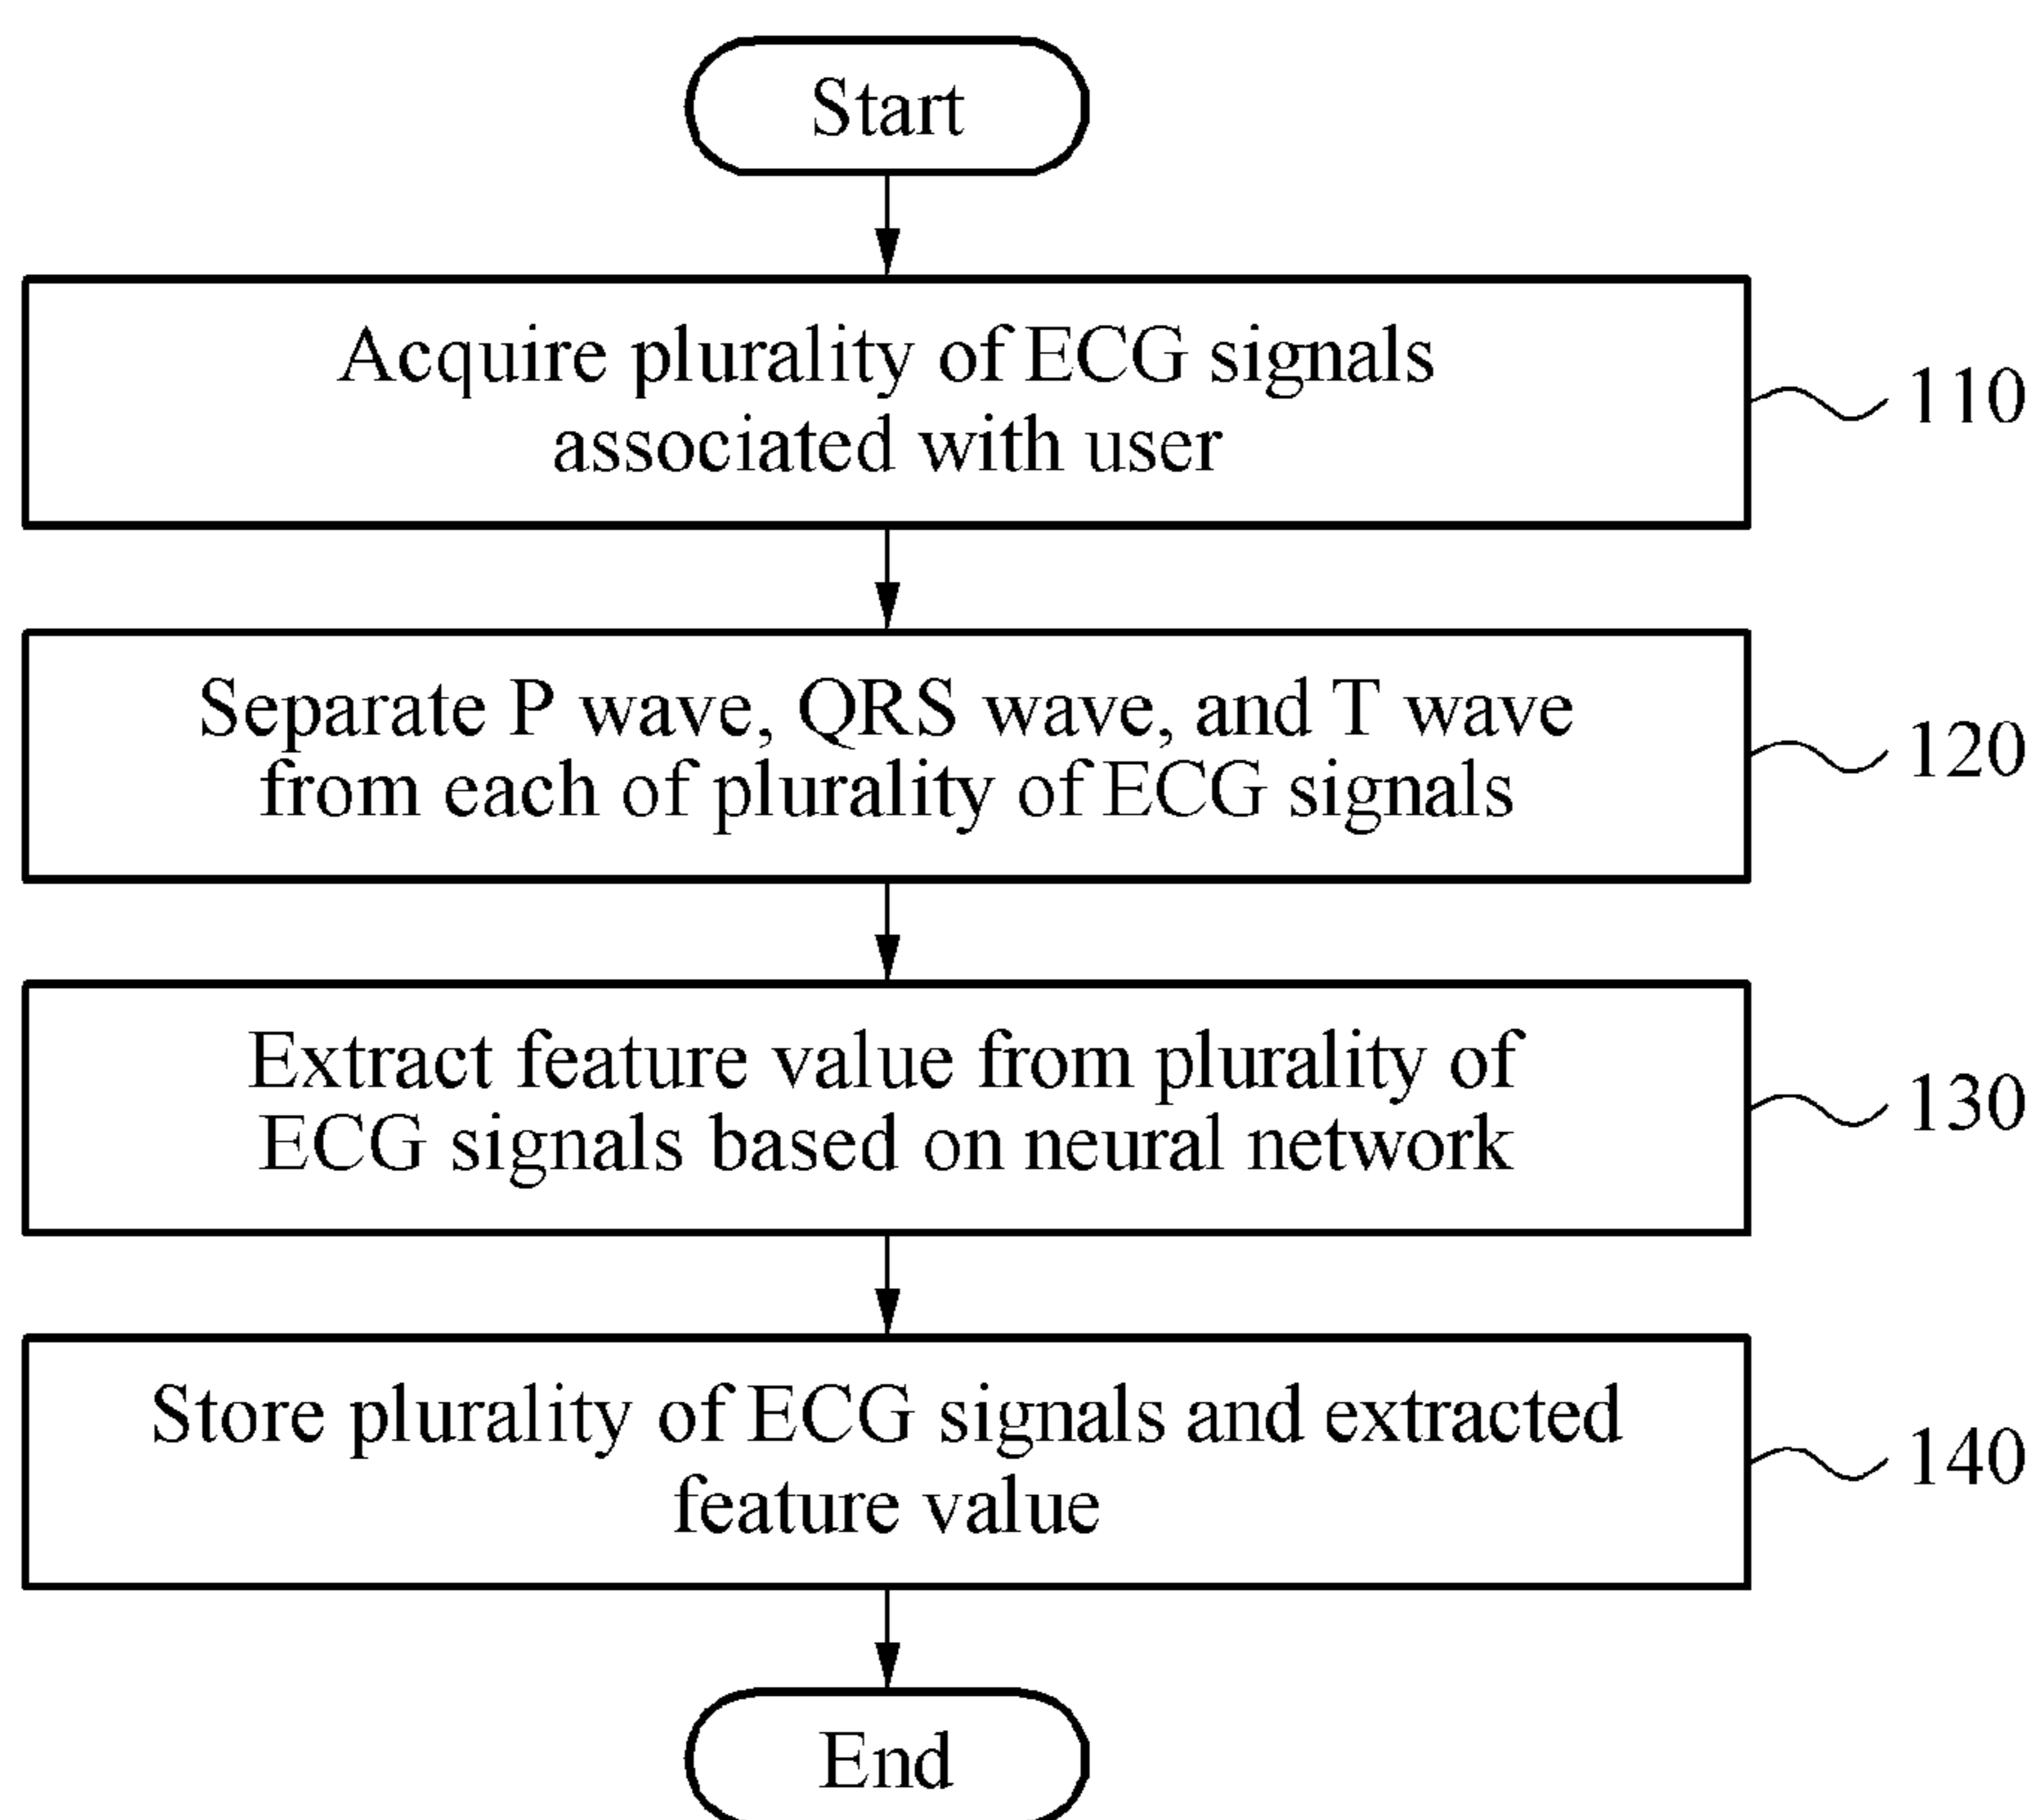 Start
Acquire plurality of ECG signals
associated with user
110
Separate P wave, QRS wave, and T wave
from each of plurality of ECG signals
120
Extract feature value from plurality of
ECG signals based on neural network
130
Store plurality of ECG signals and extracted
feature value
140
End